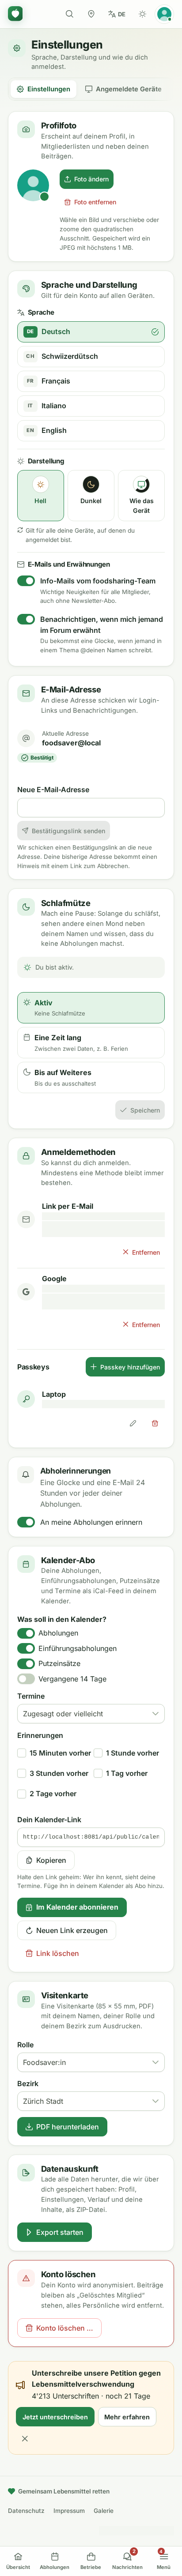 DE
Einstellungen
Sprache, Darstellung und wie du dich
anmeldest.
Einstellungen
Angemeldete Geräte
Profilfoto
Erscheint auf deinem Profil, in
Mitgliederlisten und neben deinen
Beiträgen.
Foto ändern
Foto entfernen
Wähle ein Bild und verschiebe oder
zoome den quadratischen
Ausschnitt. Gespeichert wird ein
JPEG mit höchstens 1 MB.
Sprache und Darstellung
Gilt für dein Konto auf allen Geräten.
Sprache
DE Deutsch
CH Schwiizerdütsch
FR Français
IT Italiano
EN English
Darstellung
Hell
Dunkel
Wie das
Gerät
Gilt für alle deine Geräte, auf denen du
angemeldet bist.
E-Mails und Erwähnungen
Info-Mails vom foodsharing-Team
Wichtige Neuigkeiten für alle Mitglieder,
auch ohne Newsletter-Abo.
Benachrichtigen, wenn mich jemand
im Forum erwähnt
Du bekommst eine Glocke, wenn jemand in
einem Thema @deinen Namen schreibt.
E-Mail-Adresse
An diese Adresse schicken wir Login-
Links und Benachrichtigungen.
Aktuelle Adresse
foodsaver@local
Bestätigt
Neue E-Mail-Adresse
Bestätigungslink senden
Wir schicken einen Bestätigungslink an die neue
Adresse. Deine bisherige Adresse bekommt einen
Hinweis mit einem Link zum Abbrechen.
Schlafmütze
Mach eine Pause: Solange du schläfst,
sehen andere einen Mond neben
deinem Namen und wissen, dass du
keine Abholungen machst.
Du bist aktiv.
Aktiv
Keine Schlafmütze
Eine Zeit lang
Zwischen zwei Daten, z. B. Ferien
Bis auf Weiteres
Bis du es ausschaltest
Speichern
Anmeldemethoden
So kannst du dich anmelden.
Mindestens eine Methode bleibt immer
bestehen.
Link per E-Mail
Entfernen
Google
Entfernen
Passkeys
Passkey hinzufügen
Laptop
Abholerinnerungen
Eine Glocke und eine E-Mail 24
Stunden vor jeder deiner
Abholungen.
An meine Abholungen erinnern
Kalender-Abo
Deine Abholungen,
Einführungsabholungen, Putzeinsätze
und Termine als iCal-Feed in deinem
Kalender.
Was soll in den Kalender?
Abholungen
Einführungsabholungen
Putzeinsätze
Vergangene 14 Tage
Termine
Zugesagt oder vielleicht
Erinnerungen
15 Minuten vorher
1 Stunde vorher
3 Stunden vorher
1 Tag vorher
2 Tage vorher
Dein Kalender-Link
http://localhost:8081/api/public/caler
Kopieren
Halte den Link geheim: Wer ihn kennt, sieht deine
Termine. Füge ihn in deinem Kalender als Abo hinzu.
Im Kalender abonnieren
Neuen Link erzeugen
Link löschen
Visitenkarte
Eine Visitenkarte (85 × 55 mm, PDF)
mit deinem Namen, deiner Rolle und
deinem Bezirk zum Ausdrucken.
Rolle
Foodsaver:in
Bezirk
Zürich Stadt
PDF herunterladen
Datenauskunft
Lade alle Daten herunter, die wir über
dich gespeichert haben: Profil,
Einstellungen, Verlauf und deine
Inhalte, als ZIP-Datei.
Export starten
Konto löschen
Dein Konto wird anonymisiert. Beiträge
bleiben als „Gelöschtes Mitglied"
stehen, alles Persönliche wird entfernt.
Konto löschen ...
Unterschreibe unsere Petition gegen
Lebensmittelverschwendung
4'213 Unterschriften · noch 21 Tage
Jetzt unterschreiben
Mehr erfahren
Gemeinsam Lebensmittel retten
Datenschutz
Impressum
Galerie
Übersicht
Abholungen
Betriebe
2
Nachrichten
Menü